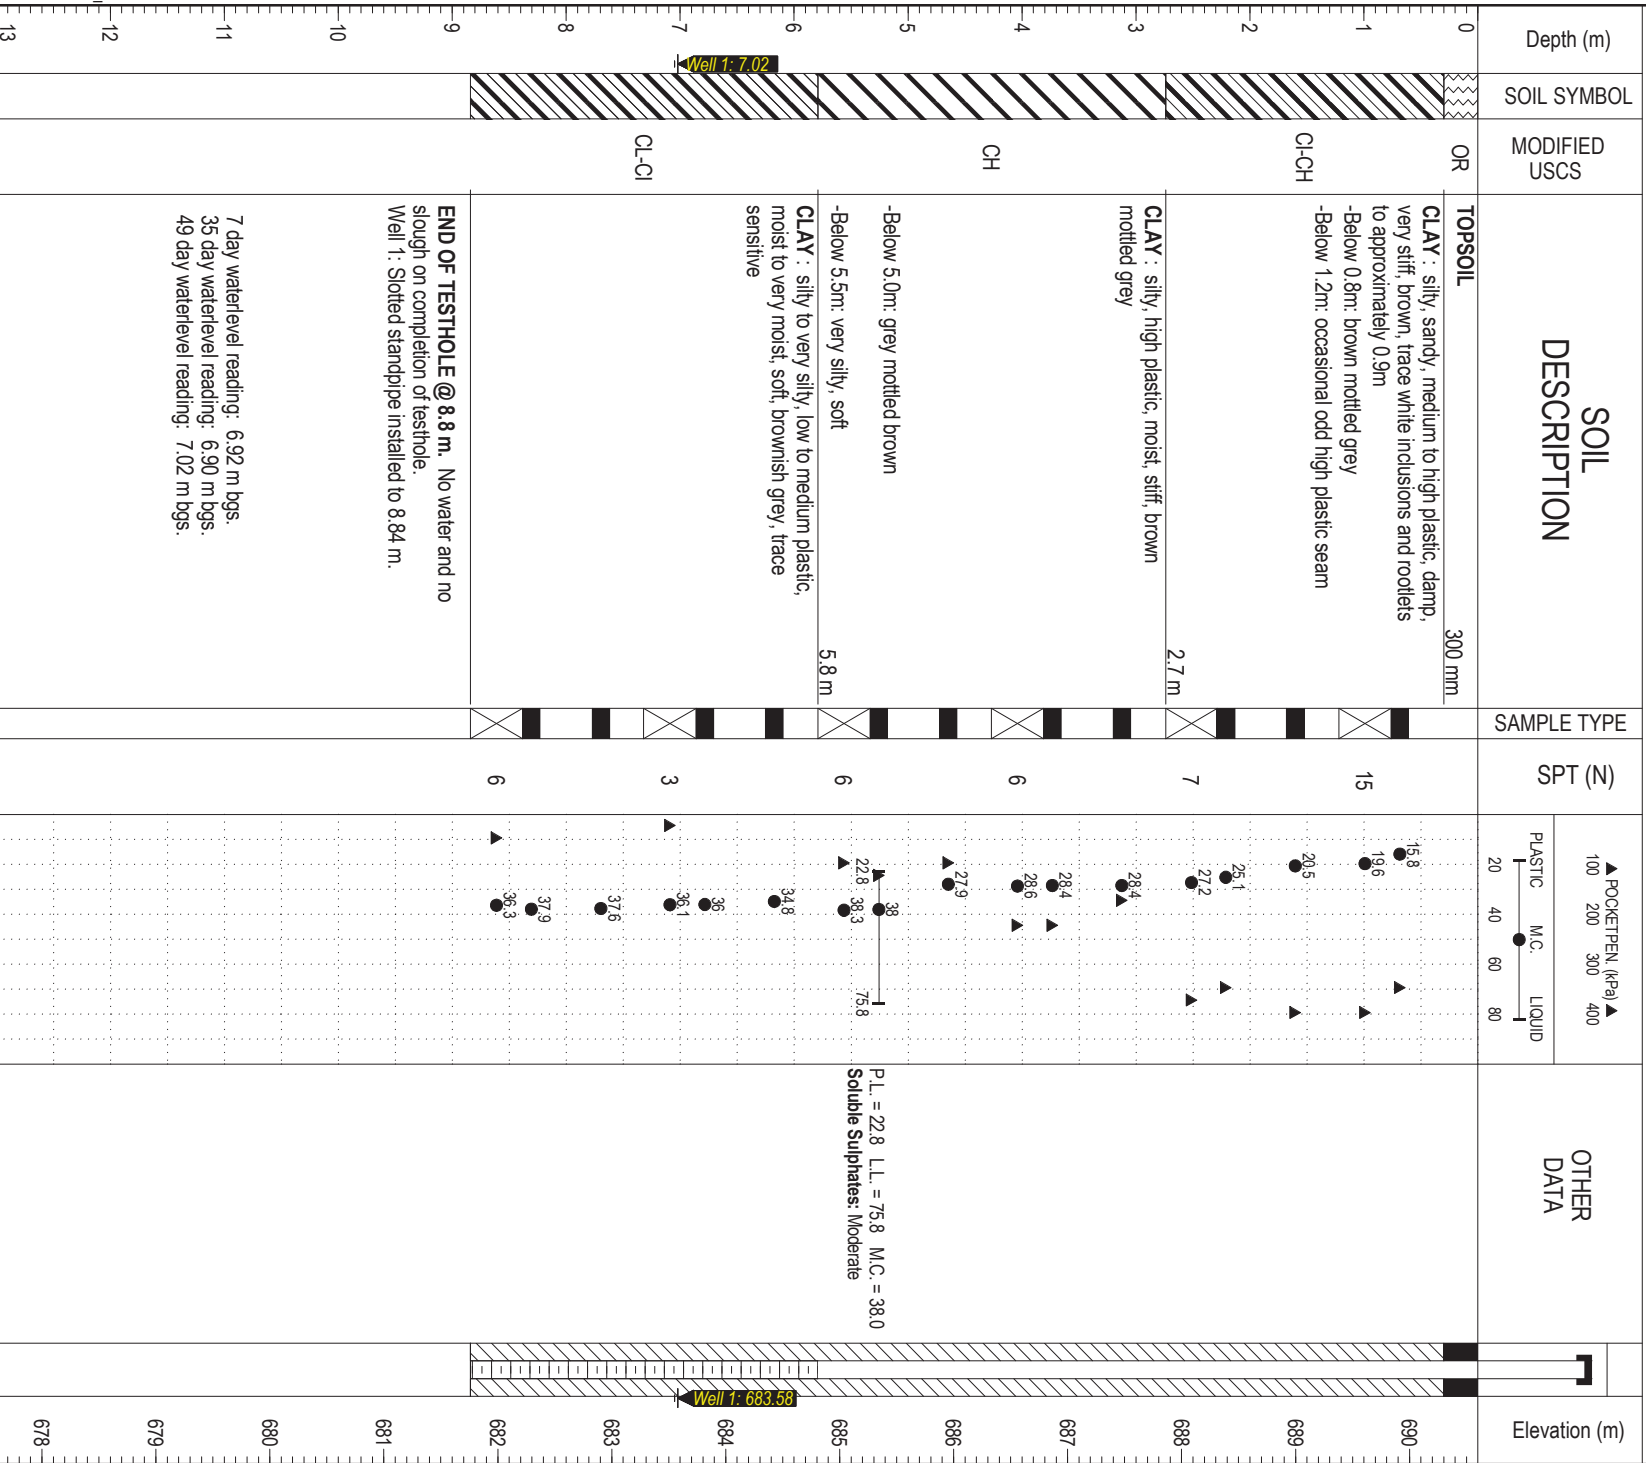 Depth (m)
0
1
2
3
4
5
6
7
8
9
10
11
12
13
Well 1: 7.02
SOIL SYMBOL
MODIFIED
USCS
OR
CI-CH
CH
CL-CI
SOIL
DESCRIPTION
TOPSOIL
300 mm
CLAY : silty, sandy, medium to high plastic, damp,
very stiff, brown, trace white inclusions and rootlets
to approximately 0.9m
-Below 0.8m: brown mottled grey
-Below 1.2m: occasional odd high plastic seam
2.7 m
CLAY : silty, high plastic, moist, stiff, brown
mottled grey
-Below 5.0m: grey mottled brown
-Below 5.5m: very silty, soft
5.8 m
CLAY : silty to very silty, low to medium plastic,
moist to very moist, soft, brownish grey, trace
sensitive
END OF TESTHOLE @ 8.8 m. No water and no
slough on completion of testhole.
Well 1: Slotted standpipe installed to 8.84 m.
7 day waterlevel reading: 6.92 m bgs.
35 day waterlevel reading: 6.90 m bgs.
49 day waterlevel reading: 7.02 m bgs.
SAMPLE TYPE
SPT (N)
15
7
6
6
3
6
▲ POCKETPEN. (kPa) ▲
100 200 300 400
PLASTIC M.C. LIQUID
20 40 60 80
15.8
19.6
20.5
25.1
27.2
28.4
28.4
28.6
27.9
38
22.8
75.8
38.3
34.8
36
36.1
37.6
37.9
36.3
OTHER
DATA
P.L. = 22.8 L.L. = 75.8 M.C. = 38.0
Soluble Sulphates: Moderate
Well 1: 683.58
Elevation (m)
690
689
688
687
686
685
684
683
682
681
680
679
678